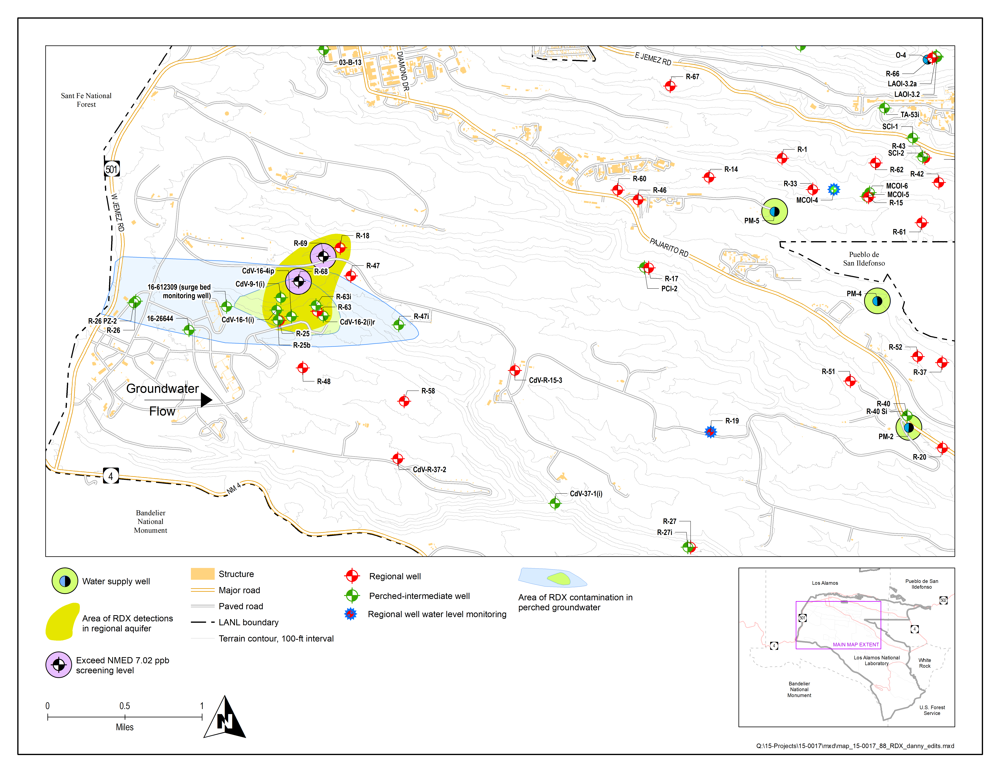 03-B-13
DIAMOND DR
E JEMEZ RD
O-4
R-66
LAOI-3.2a
LAOI-3.2
R-67
Sant Fe National
Forest
TA-53i
SCI-1
R-43
SCI-2
R-1
R-62
R-42
501
R-14
R-60
R-33
MCOI-6
MCOI-5
R-15
R-46
MCOI-4
W JEMEZ RD
PM-5
R-61
R-18
R-69
PAJARITO RD
Pueblo de
San Ildefonso
R-47
CdV-16-4ip
R-68
R-17
CdV-9-1(i)
16-612309 (surge bed
monitoring well)
PCI-2
PM-4
R-63i
R-63
R-47i
16-26644
CdV-16-1(i)
CdV-16-2(i)r
R-26 PZ-2
R-26
R-25
R-25b
R-52
R-37
R-51
CdV-R-15-3
R-48
Groundwater
Flow
R-58
R-40
R-40 Si
R-19
PM-2
R-20
CdV-R-37-2
4
NM 4
CdV-37-1(i)
Bandelier
National
Monument
R-27
R-27i
Water supply well
Area of RDX detections
in regional aquifer
Exceed NMED 7.02 ppb
screening level
Structure
Major road
Paved road
LANL boundary
Terrain contour, 100-ft interval
Regional well
Perched-intermediate well
Regional well water level monitoring
Area of RDX contamination in
perched groundwater
0 0.5 1
Miles
N
Los Alamos
Pueblo de San
Ildefonso
502
501
4
4
MAIN MAP EXTENT
Los Alamos National
Laboratory
White
Rock
Bandelier
National
Monument
U.S. Forest
Service
Q:\15-Projects\15-0017\mxd\map_15-0017_88_RDX_danny_edits.mxd